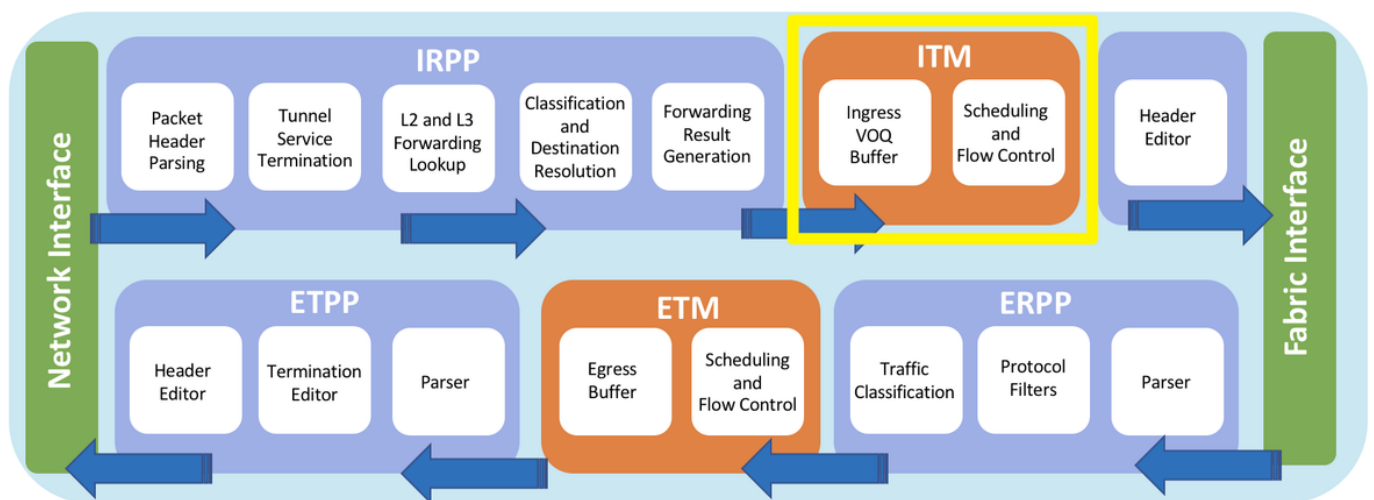 Network Interface
IRPP
Packet
Header
Parsing
Tunnel
Service
Termination
L2 and L3
Forwarding
Lookup
Classification
and
Destination
Resolution
Forwarding
Result
Generation
ITM
Ingress
VOQ
Buffer
Scheduling
and
Flow Control
Header
Editor
Fabric Interface
ETPP
Header
Editor
Termination
Editor
Parser
ETM
Egress
Buffer
Scheduling
and
Flow Control
ERPP
Traffic
Classification
Protocol
Filters
Parser